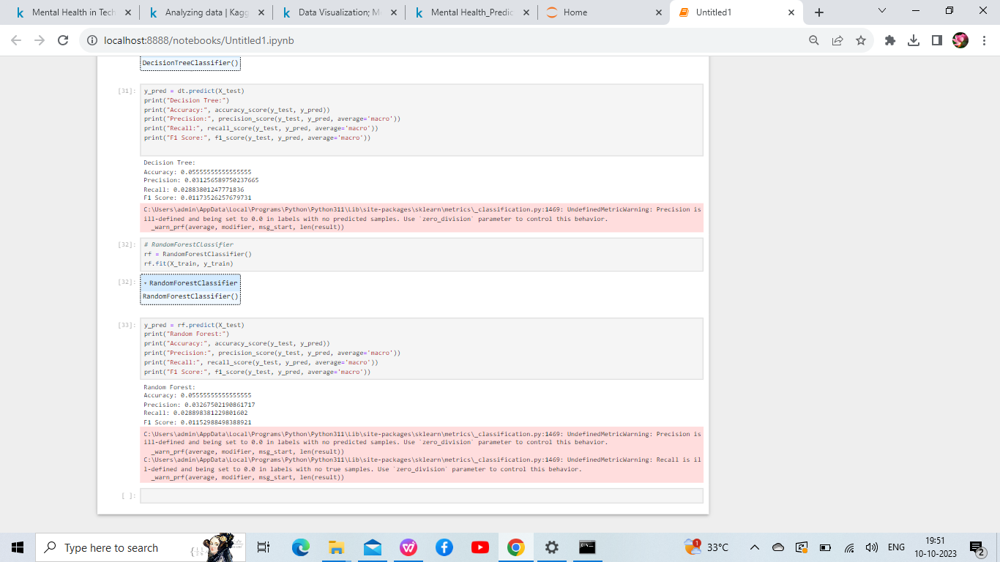 Mental Health in Tech
Analyzing data | Kagg
Data Visualization; M
Mental Health_Predic
Home
Untitled1
localhost:8888/notebooks/Untitled1.ipynb
DecisionTreeClassifier()
[31]:
y_pred = dt.predict(X_test)
print("Decision Tree:")
print("Accuracy:", accuracy_score(y_test, y_pred))
print("Precision:", precision_score(y_test, y_pred, average='macro'))
print("Recall:", recall_score(y_test, y_pred, average='macro'))
print("F1 Score:", f1_score(y_test, y_pred, average='macro'))
Decision Tree:
Accuracy: 0.05555555555555555
Precision: 0.031256589750237665
Recall: 0.02883801247771836
F1 Score: 0.01173526257679731
C:\Users\admin\AppData\Local\Programs\Python\Python311\Lib\site-packages\sklearn\metrics\_classification.py:1469: UndefinedMetricWarning: Precision is
ill-defined and being set to 0.0 in labels with no predicted samples. Use `zero_division` parameter to control this behavior.
_warn_prf(average, modifier, msg_start, len(result))
[32]:
# RandomForestClassifier
rf = RandomForestClassifier()
rf.fit(X_train, y_train)
[32]:
RandomForestClassifier
RandomForestClassifier()
[33]:
y_pred = rf.predict(X_test)
print("Random Forest:")
print("Accuracy:", accuracy_score(y_test, y_pred))
print("Precision:", precision_score(y_test, y_pred, average='macro'))
print("Recall:", recall_score(y_test, y_pred, average='macro'))
print("F1 Score:", f1_score(y_test, y_pred, average='macro'))
Random Forest:
Accuracy: 0.05555555555555555
Precision: 0.03267502190861717
Recall: 0.028898381229801602
F1 Score: 0.01152988498388921
C:\Users\admin\AppData\Local\Programs\Python\Python311\Lib\site-packages\sklearn\metrics\_classification.py:1469: UndefinedMetricWarning: Precision is
ill-defined and being set to 0.0 in labels with no predicted samples. Use `zero_division` parameter to control this behavior.
_warn_prf(average, modifier, msg_start, len(result))
C:\Users\admin\AppData\Local\Programs\Python\Python311\Lib\site-packages\sklearn\metrics\_classification.py:1469: UndefinedMetricWarning: Recall is il
l-defined and being set to 0.0 in labels with no true samples. Use `zero_division` parameter to control this behavior.
_warn_prf(average, modifier, msg_start, len(result))
[ ]:
Type here to search
1
33°C
ENG
19:51
10-10-2023
2